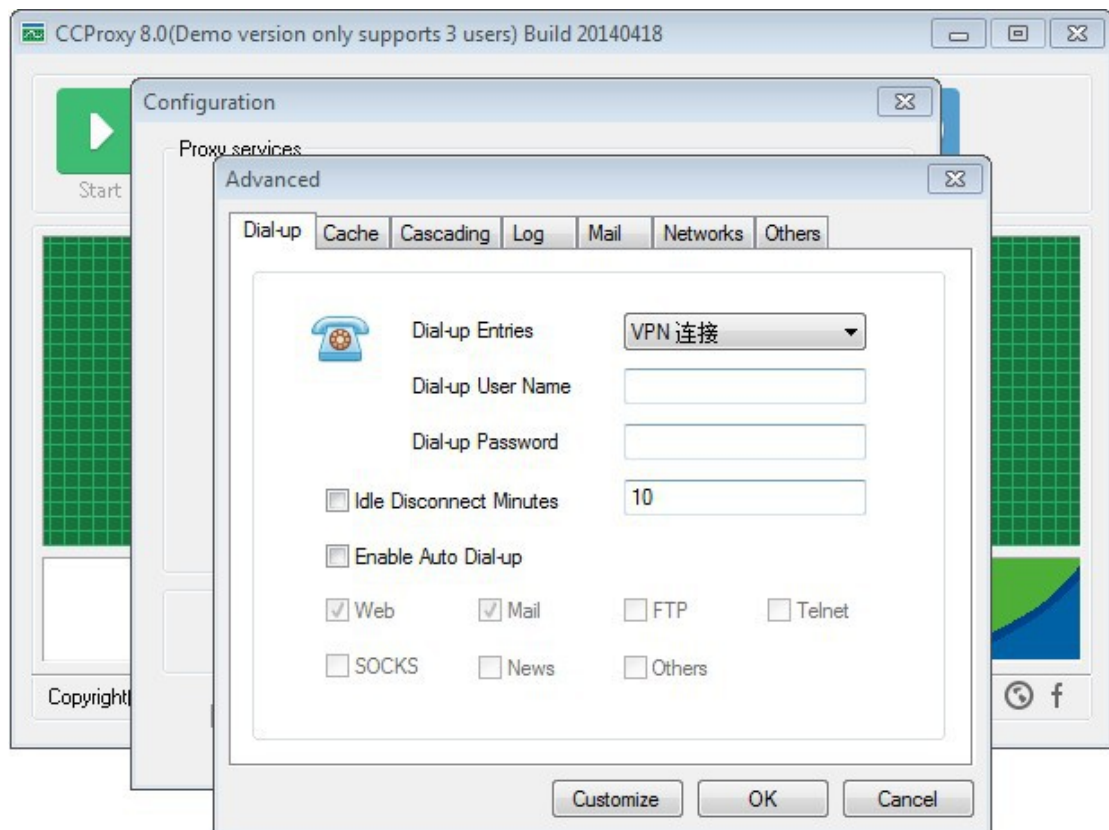 CCProxy 8.0(Demo version only supports 3 users) Build 20140418
Configuration
Proxy services
Start
Advanced
Dial-up Cache Cascading Log Mail Networks Others
Dial-up Entries VPN 连接
Dial-up User Name
Dial-up Password
Idle Disconnect Minutes 10
Enable Auto Dial-up
Web Mail FTP Telnet
SOCKS News Others
Copyright
Customize OK Cancel